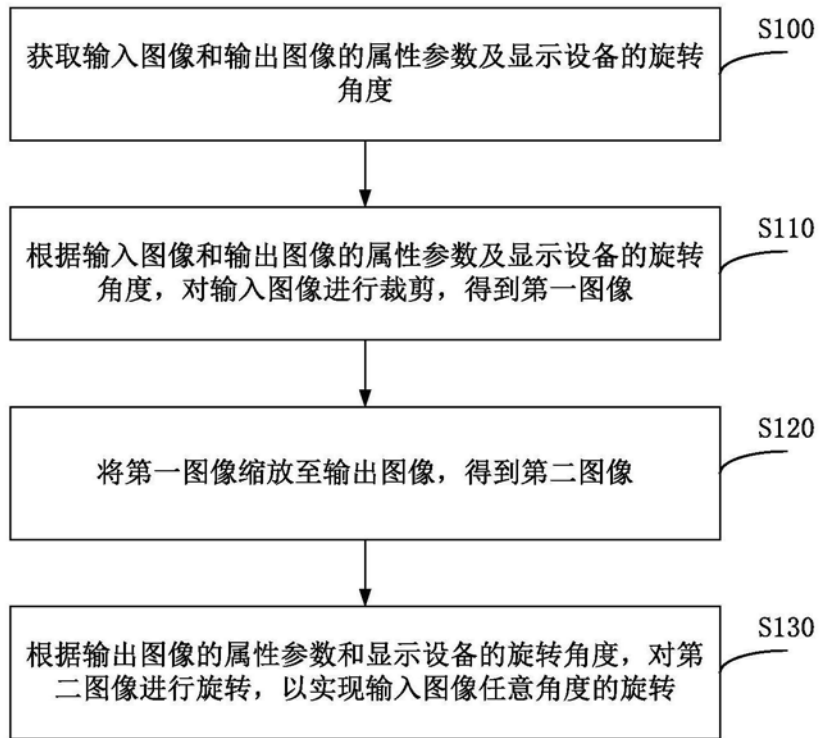 获取输入图像和输出图像的属性参数及显示设备的旋转
角度
S100
根据输入图像和输出图像的属性参数及显示设备的旋转
角度，对输入图像进行裁剪，得到第一图像
S110
将第一图像缩放至输出图像，得到第二图像
S120
根据输出图像的属性参数和显示设备的旋转角度，对第
二图像进行旋转，以实现输入图像任意角度的旋转
S130